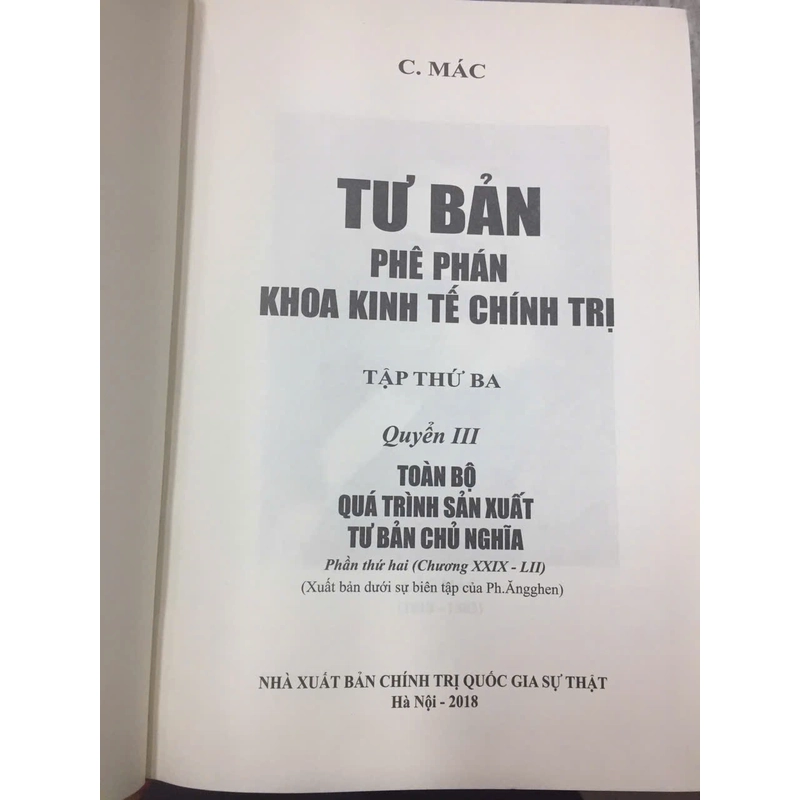 C. MÁC
TƯ BẢN
PHÊ PHÁN
KHOA KINH TẾ CHÍNH TRỊ
TẬP THỨ BA
Quyển III
TOÀN BỘ
QUÁ TRÌNH SẢN XUẤT
TƯ BẢN CHỦ NGHĨA
Phần thứ hai (Chương XXIX - LII)
(Xuất bản dưới sự biên tập của Ph.Ăngghen)
NHÀ XUẤT BẢN CHÍNH TRỊ QUỐC GIA SỰ THẬT
Hà Nội - 2018